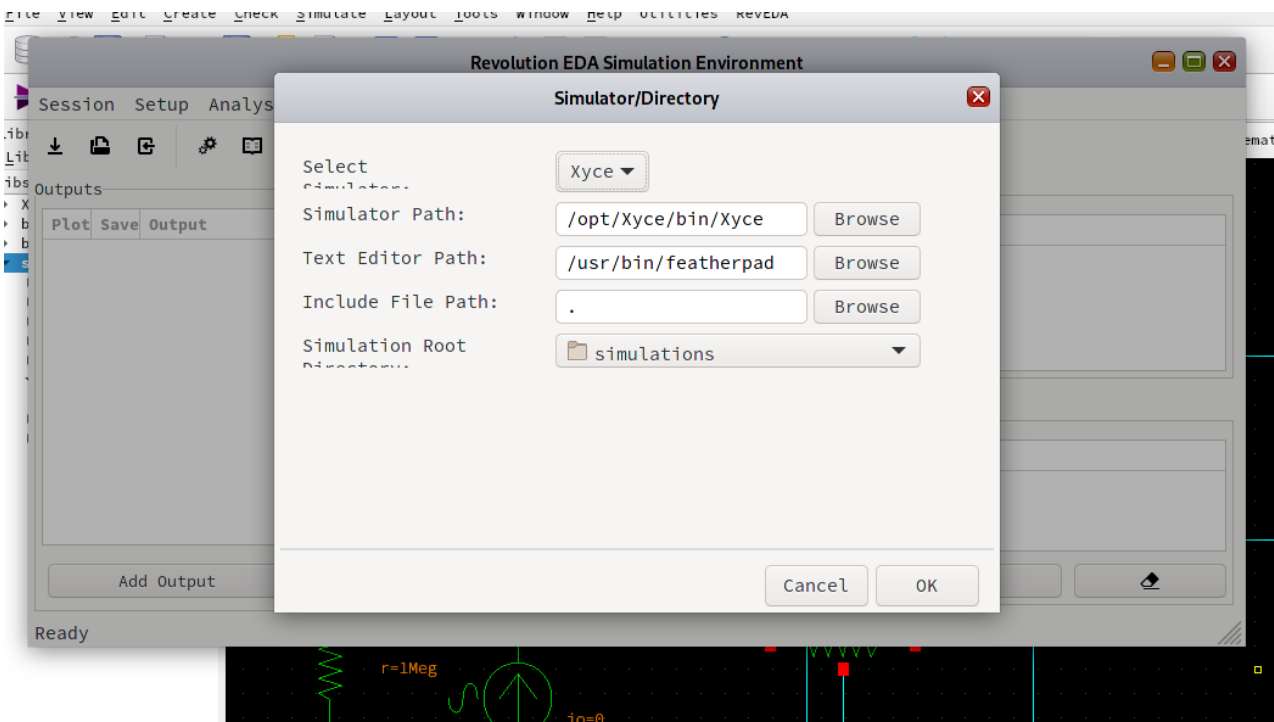 File View Edit Create Check Simulate Layout Tools Window Help Utilities RevEDA
Revolution EDA Simulation Environment
Simulator/Directory
Session Setup Analys
Select
Simulator:
Xyce
Simulator Path:
/opt/Xyce/bin/Xyce
Browse
Text Editor Path:
/usr/bin/featherpad
Browse
Include File Path:
.
Browse
Simulation Root
Directory:
simulations
Outputs
Plot Save Output
Cancel
OK
Add Output
Ready
r=1Meg